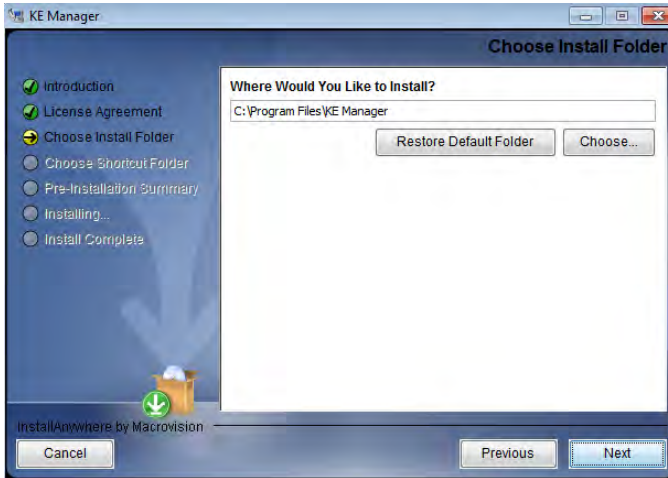 KE Manager
Choose Install Folder
Introduction
License Agreement
Choose Install Folder
Choose Shortcut Folder
Pre-Installation Summary
Installing...
Install Complete
Where Would You Like to Install?
C:\Program Files\KE Manager
Restore Default Folder
Choose...
InstallAnywhere by Macrovision
Cancel
Previous
Next